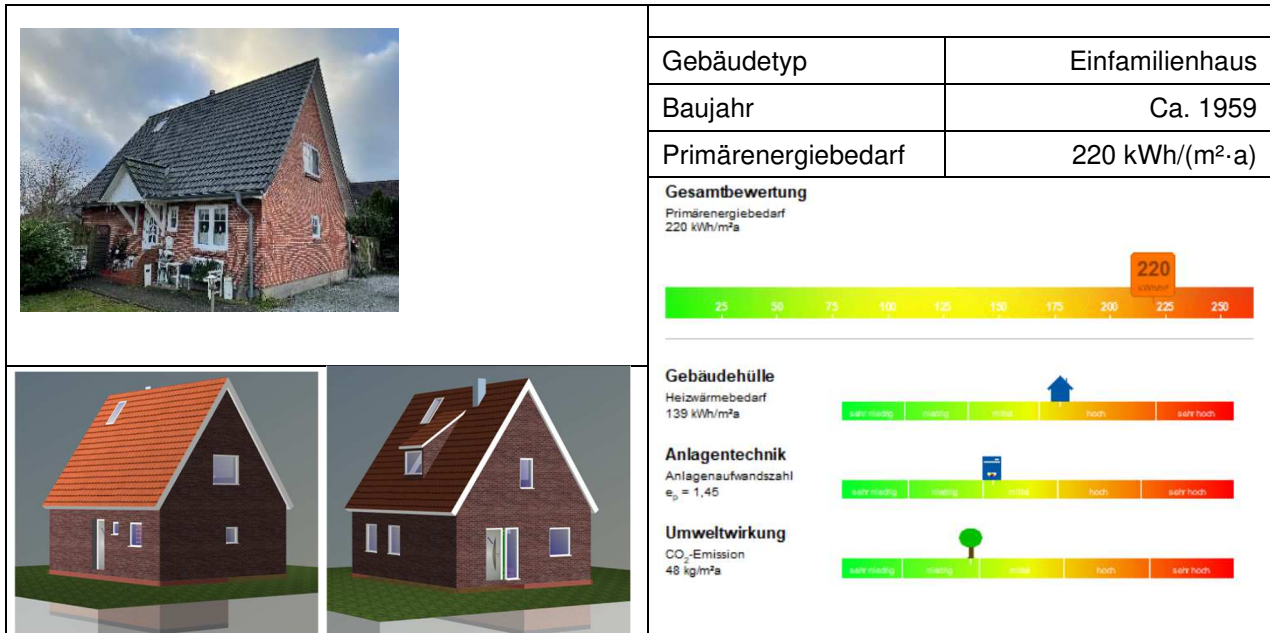 Gebäudetyp Einfamilienhaus
Baujahr Ca. 1959
Primärenergiebedarf 220 kWh/(m²·a)
Gesamtbewertung
Primärenergiebedarf
220 kWh/m²a
220
25 50 75 100 125 150 175 200 225 250
Gebäudehülle
Heizwärmebedarf
139 kWh/m²a
sehr niedrig niedrig mittel hoch sehr hoch
Anlagentechnik
Anlagenaufwandszahl
eₚ = 1,45
sehr niedrig niedrig mittel hoch sehr hoch
Umweltwirkung
CO₂-Emission
48 kg/m²a
sehr niedrig niedrig mittel hoch sehr hoch